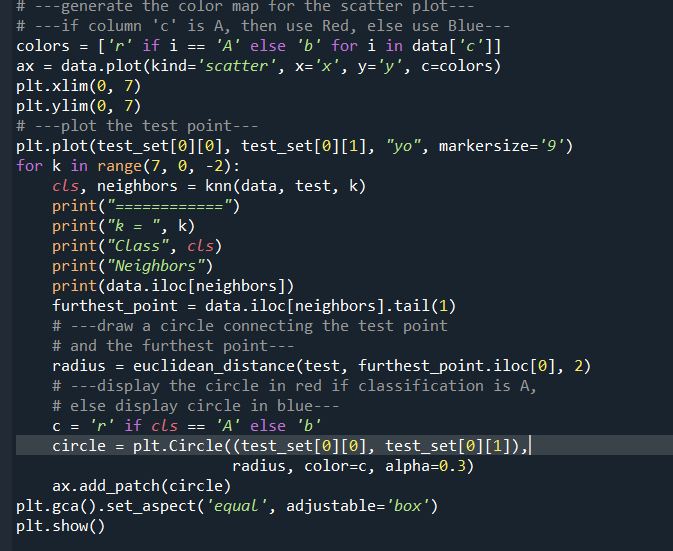 # ---generate the color map for the scatter plot---
# ---if column 'c' is A, then use Red, else use Blue---
colors = ['r' if i == 'A' else 'b' for i in data['c']]
ax = data.plot(kind='scatter', x='x', y='y', c=colors)
plt.xlim(0, 7)
plt.ylim(0, 7)
# ---plot the test point---
plt.plot(test_set[0][0], test_set[0][1], "yo", markersize='9')
for k in range(7, 0, -2):
    cls, neighbors = knn(data, test, k)
    print("============")
    print("k = ", k)
    print("Class", cls)
    print("Neighbors")
    print(data.iloc[neighbors])
    furthest_point = data.iloc[neighbors].tail(1)
    # ---draw a circle connecting the test point
    # and the furthest point---
    radius = euclidean_distance(test, furthest_point.iloc[0], 2)
    # ---display the circle in red if classification is A,
    # else display circle in blue---
    c = 'r' if cls == 'A' else 'b'
    circle = plt.Circle((test_set[0][0], test_set[0][1]),
                        radius, color=c, alpha=0.3)
    ax.add_patch(circle)
plt.gca().set_aspect('equal', adjustable='box')
plt.show()